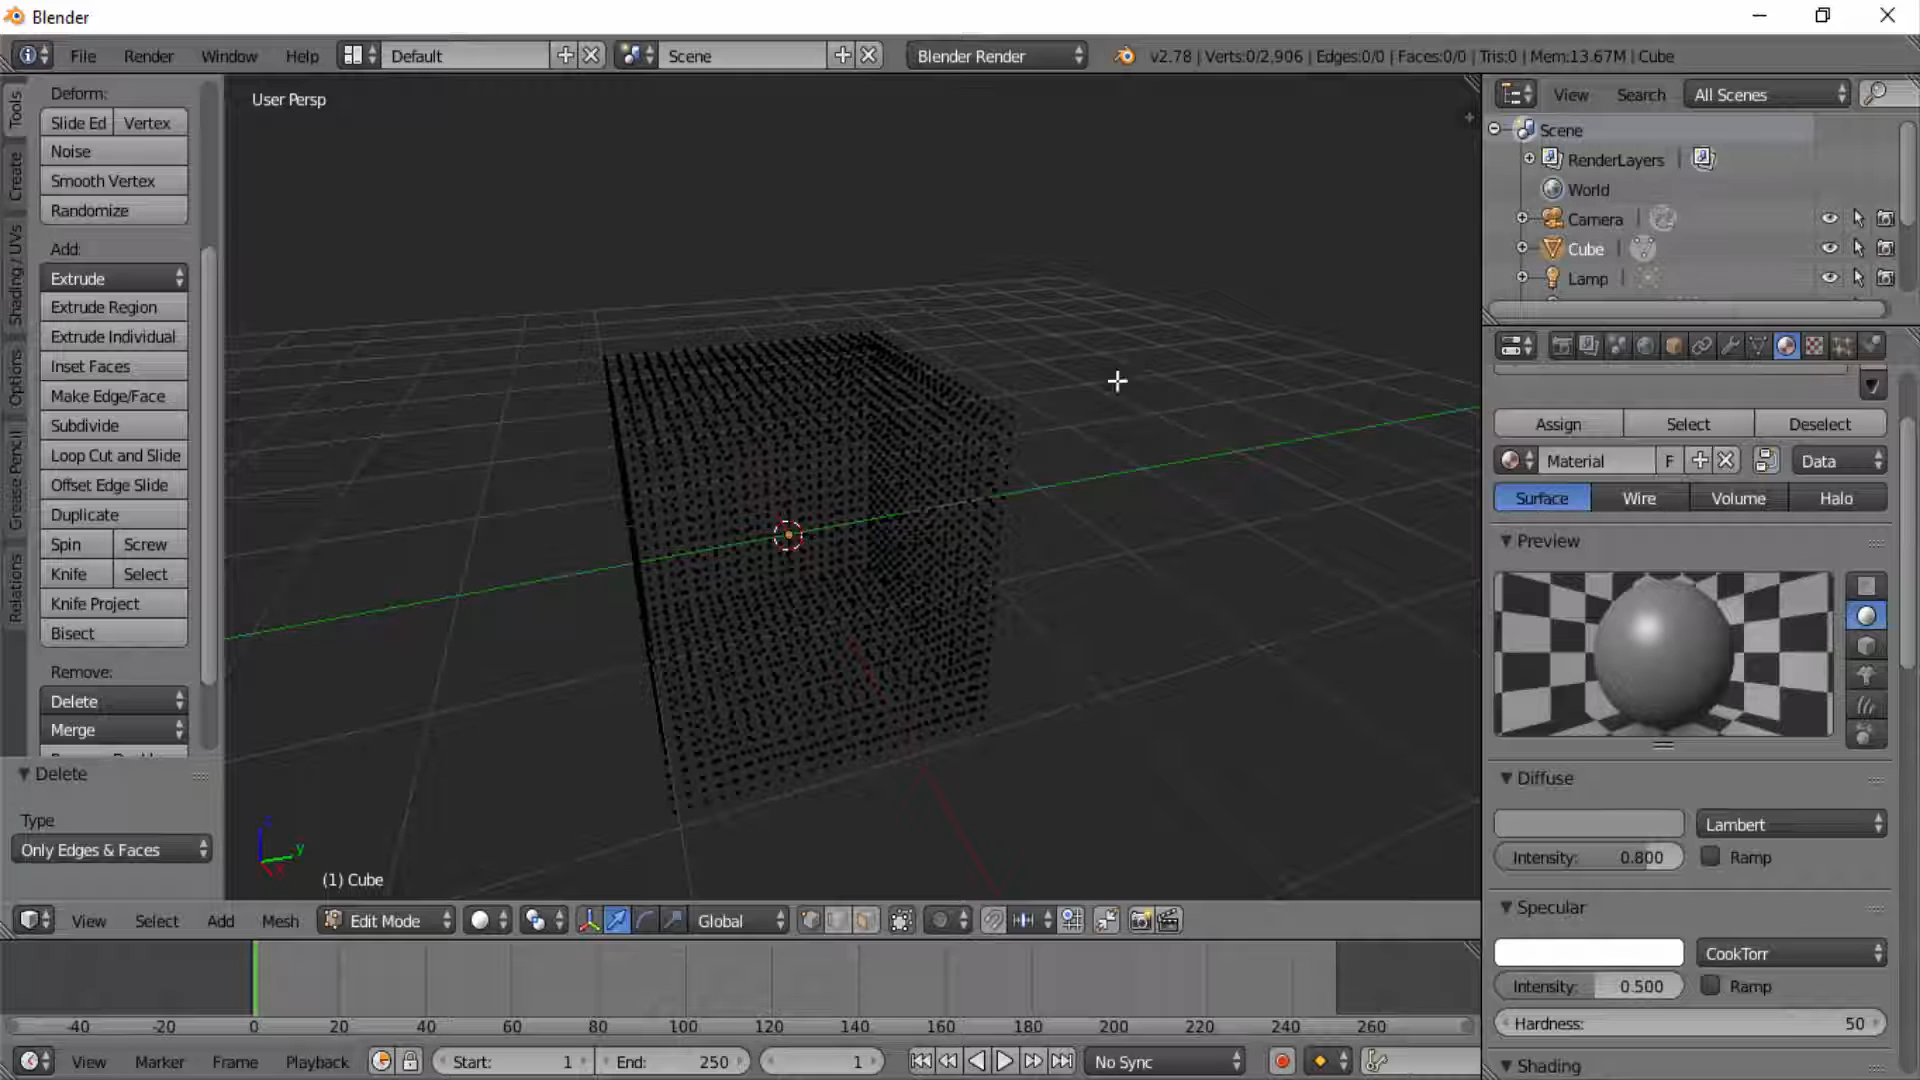 Blender
File Render Window Help Default Scene Blender Render v2.78 | Verts:0/2,906 | Edges:0/0 | Faces:0/0 | Tris:0 | Mem:13.67M | Cube
User Persp
Tools
Create
Shading / UVs
Options
Grease Pencil
Relations
Deform:
Slide Ed Vertex
Noise
Smooth Vertex
Randomize
Add:
Extrude
Extrude Region
Extrude Individual
Inset Faces
Make Edge/Face
Subdivide
Loop Cut and Slide
Offset Edge Slide
Duplicate
Spin Screw
Knife Select
Knife Project
Bisect
Remove:
Delete
Merge
Delete
Type
Only Edges & Faces
z
y
x
(1) Cube
View Select Add Mesh Edit Mode Global
-40 -20 0 20 40 60 80 100 120 140 160 180 200 220 240 260
View Marker Frame Playback Start: 1 End: 250 1 No Sync
View Search All Scenes
Scene
RenderLayers |
World
Camera |
Cube |
Lamp |
Assign Select Deselect
Material F Data
Surface Wire Volume Halo
Preview
Diffuse
Lambert
Intensity: 0.800 Ramp
Specular
CookTorr
Intensity: 0.500 Ramp
Hardness: 50
Shading